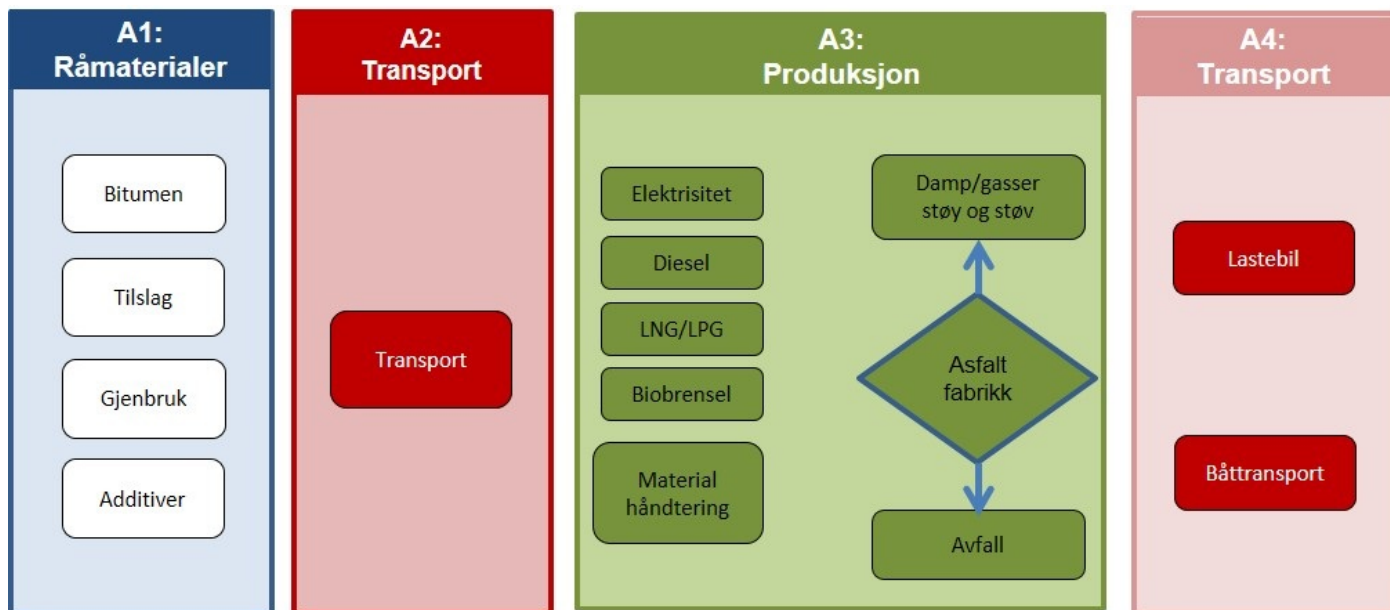 A1:
Råmaterialer
Bitumen
Tilslag
Gjenbruk
Additiver
A2:
Transport
Transport
A3:
Produksjon
Elektrisitet
Diesel
LNG/LPG
Biobrensel
Material
håndtering
Damp/gasser
støy og støv
Asfalt
fabrikk
Avfall
A4:
Transport
Lastebil
Båttransport